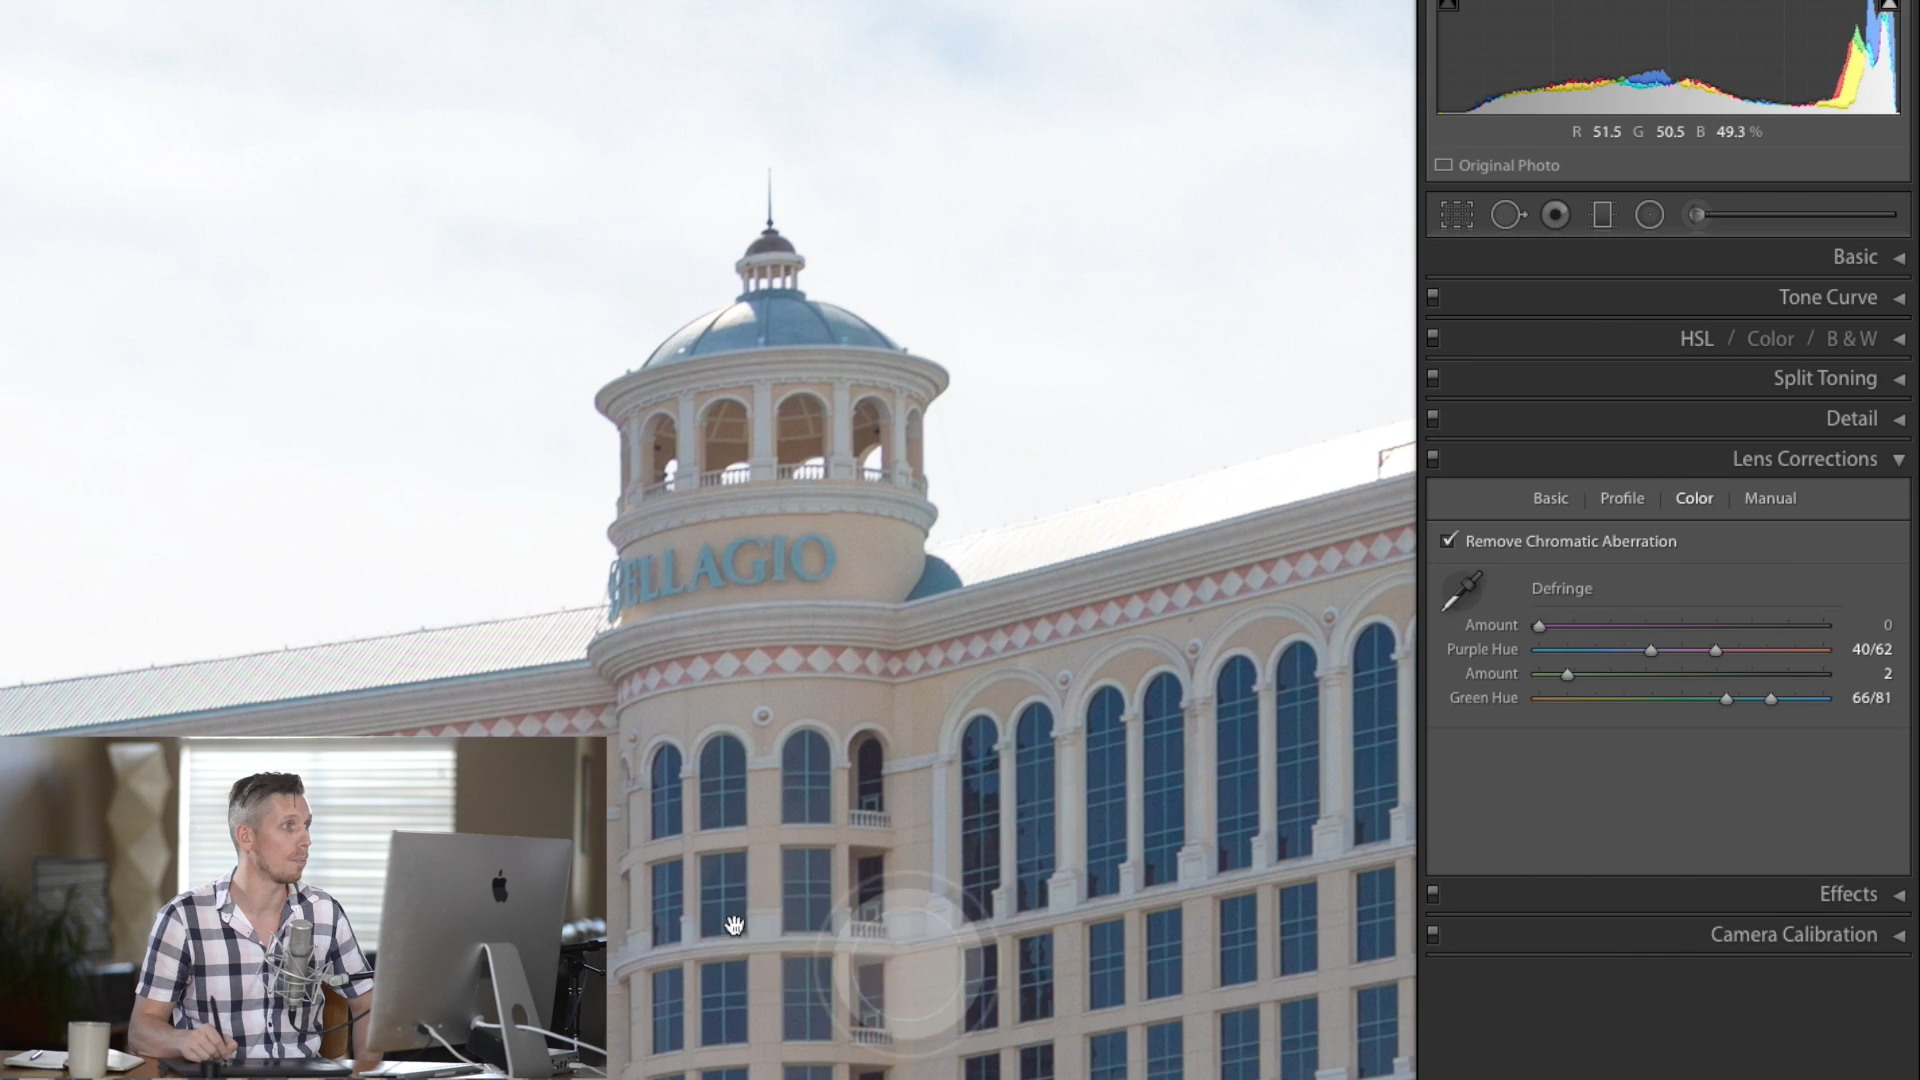 R 51.5 G 50.5 B 49.3 %
Original Photo
Basic
Tone Curve
HSL / Color / B & W
Split Toning
Detail
Lens Corrections
Basic | Profile | Color | Manual
Remove Chromatic Aberration
Defringe
Amount 0
Purple Hue 40/62
Amount 2
Green Hue 66/81
Effects
Camera Calibration
BELLAGIO